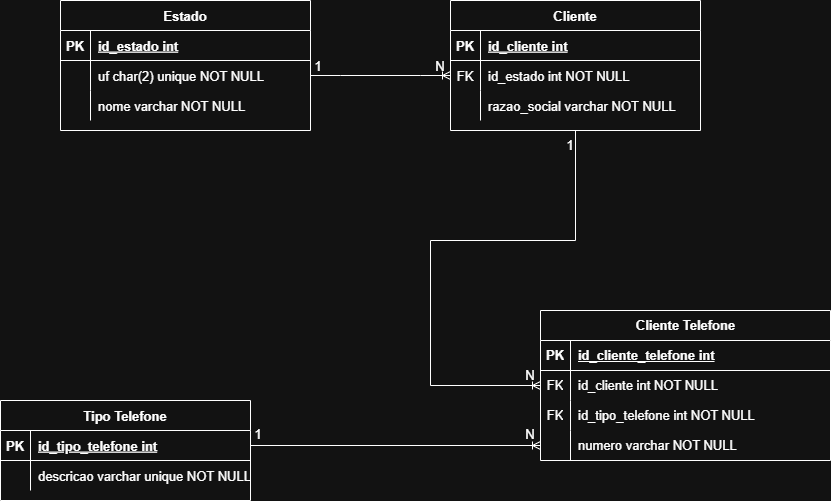 Estado
PK id_estado int
uf char(2) unique NOT NULL
nome varchar NOT NULL
1
N
Cliente
PK id_cliente int
FK id_estado int NOT NULL
razao_social varchar NOT NULL
1
N
Cliente Telefone
PK id_cliente_telefone int
FK id_cliente int NOT NULL
FK id_tipo_telefone int NOT NULL
numero varchar NOT NULL
Tipo Telefone
PK id_tipo_telefone int
descricao varchar unique NOT NULL
1
N